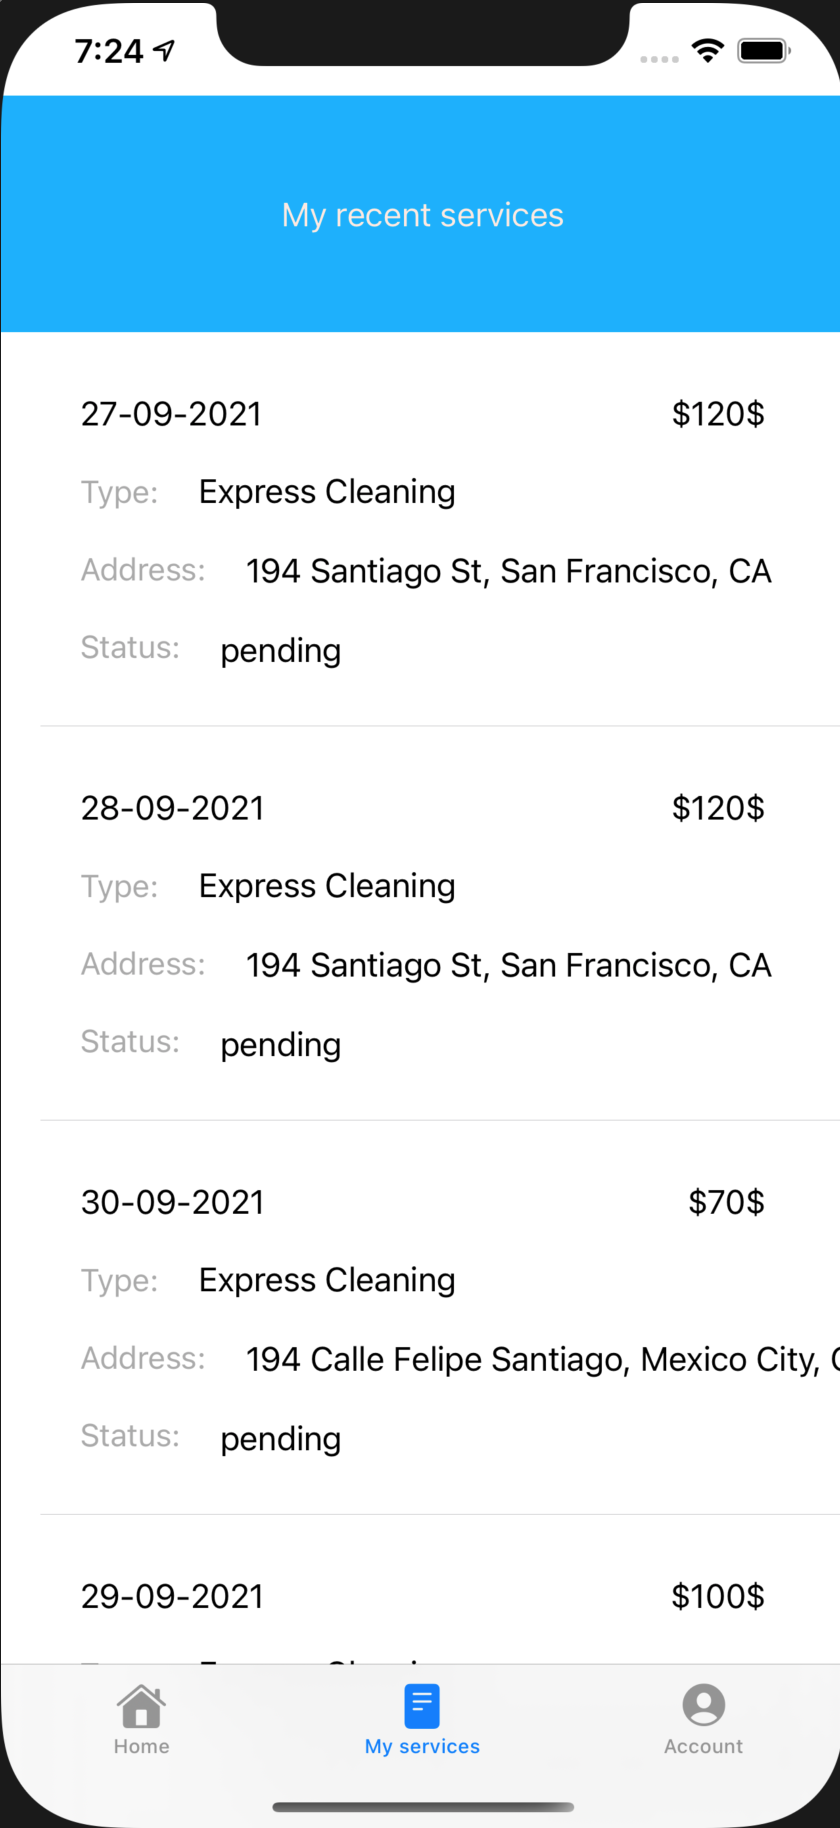 7:24
My recent services
27-09-2021 $120$
Type: Express Cleaning
Address: 194 Santiago St, San Francisco, CA
Status: pending
28-09-2021 $120$
Type: Express Cleaning
Address: 194 Santiago St, San Francisco, CA
Status: pending
30-09-2021 $70$
Type: Express Cleaning
Address: 194 Calle Felipe Santiago, Mexico City,
Status: pending
29-09-2021 $100$
Home My services Account